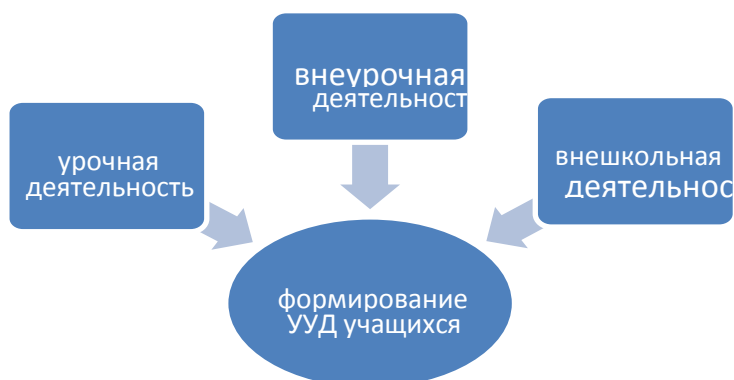 внеурочная
деятельност
урочная
деятельность
внешкольная
деятельнос
формирование
УУД учащихся